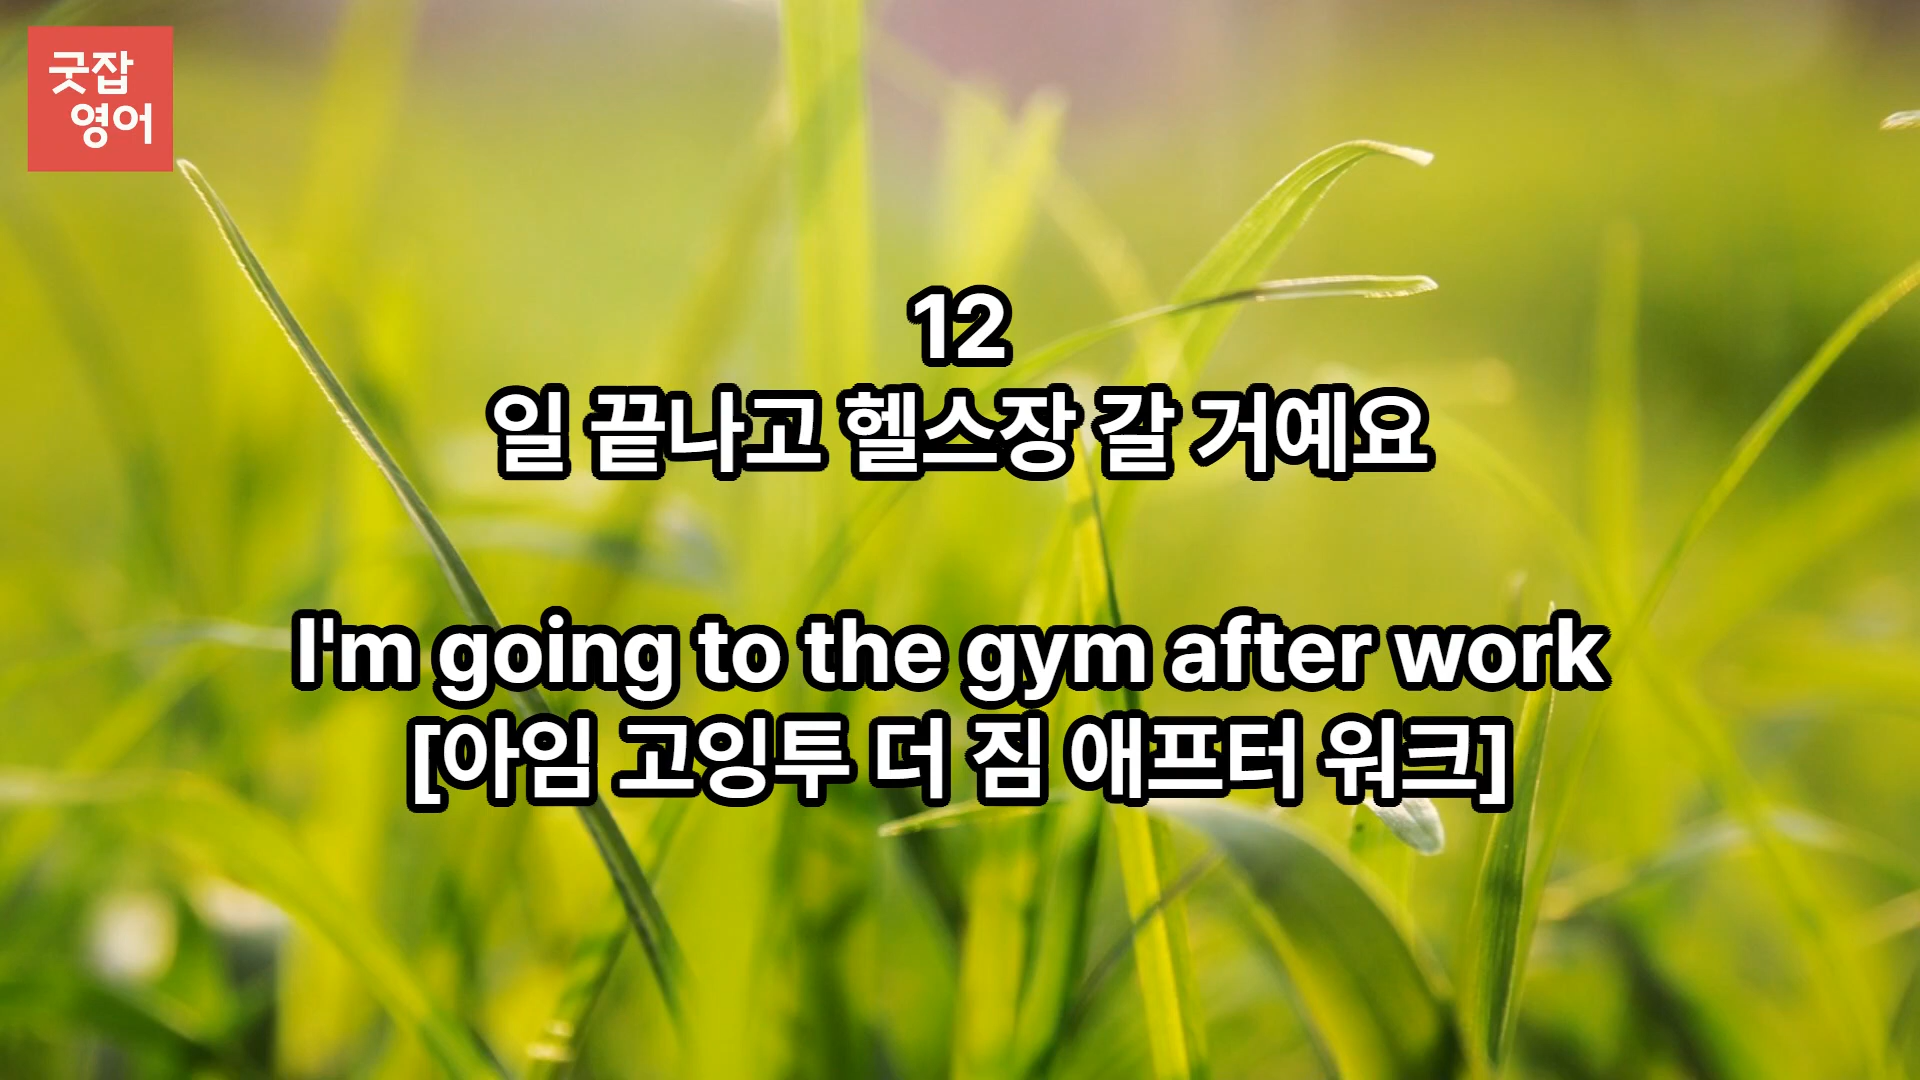 굿잡
영어
12
일 끝나고 헬스장 갈 거예요
I'm going to the gym after work
[아임 고잉투 더 짐 애프터 워크]